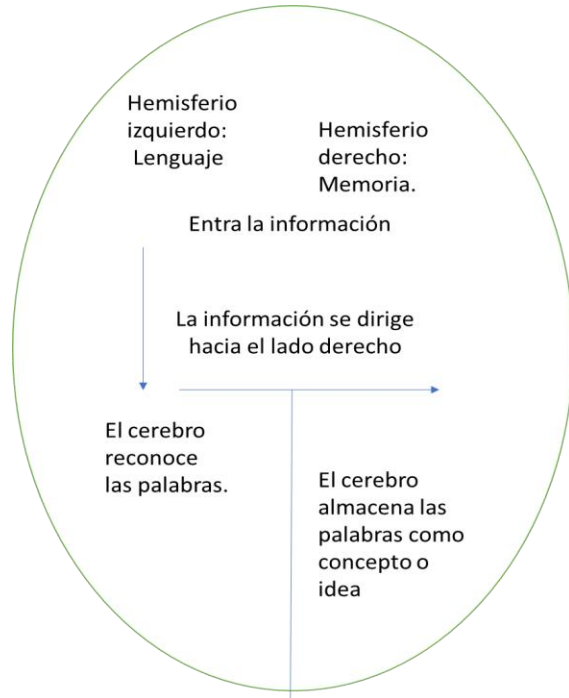 Hemisferio
izquierdo:
Lenguaje
Hemisferio
derecho:
Memoria.
Entra la información
La información se dirige
hacia el lado derecho
El cerebro
reconoce
las palabras.
El cerebro
almacena las
palabras como
concepto o
idea